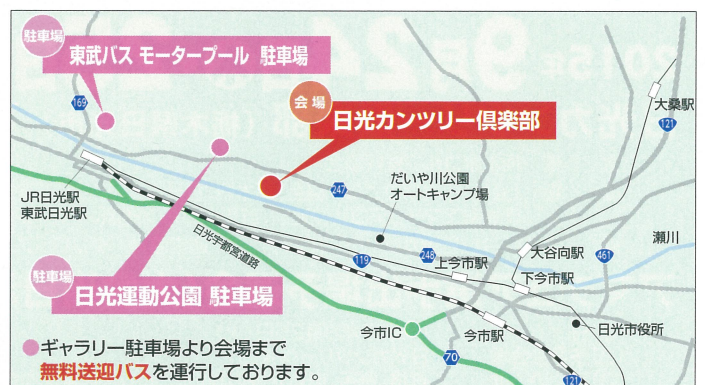 駐車場
東武バス モータープール 駐車場
169
会場
日光カンツリー倶楽部
大桑駅
121
JR日光駅
東武日光駅
247
だいや川公園
オートキャンプ場
日光宇都宮道路
119
248
上今市駅
大谷向駅
461
瀬川
下今市駅
駐車場
日光運動公園 駐車場
今市IC
今市駅
日光市役所
70
121
ギャラリー駐車場より会場まで
無料送迎バスを運行しております。